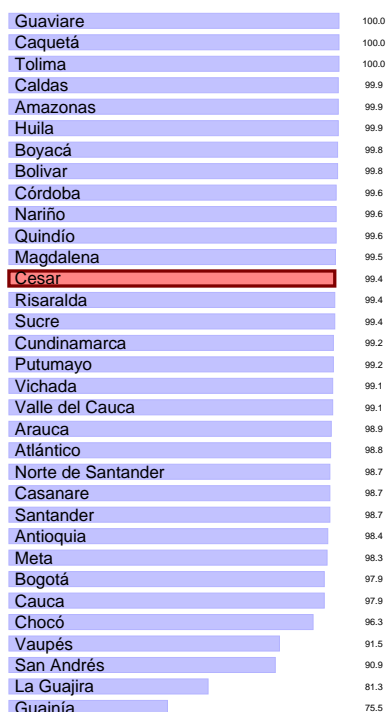 Guaviare 100.0
Caquetá 100.0
Tolima 100.0
Caldas 99.9
Amazonas 99.9
Huila 99.9
Boyacá 99.8
Bolivar 99.8
Córdoba 99.6
Nariño 99.6
Quindío 99.6
Magdalena 99.5
Cesar 99.4
Risaralda 99.4
Sucre 99.4
Cundinamarca 99.2
Putumayo 99.2
Vichada 99.1
Valle del Cauca 99.1
Arauca 98.9
Atlántico 98.8
Norte de Santander 98.7
Casanare 98.7
Santander 98.7
Antioquia 98.4
Meta 98.3
Bogotá 97.9
Cauca 97.9
Chocó 96.3
Vaupés 91.5
San Andrés 90.9
La Guajira 81.3
Guainía 75.5